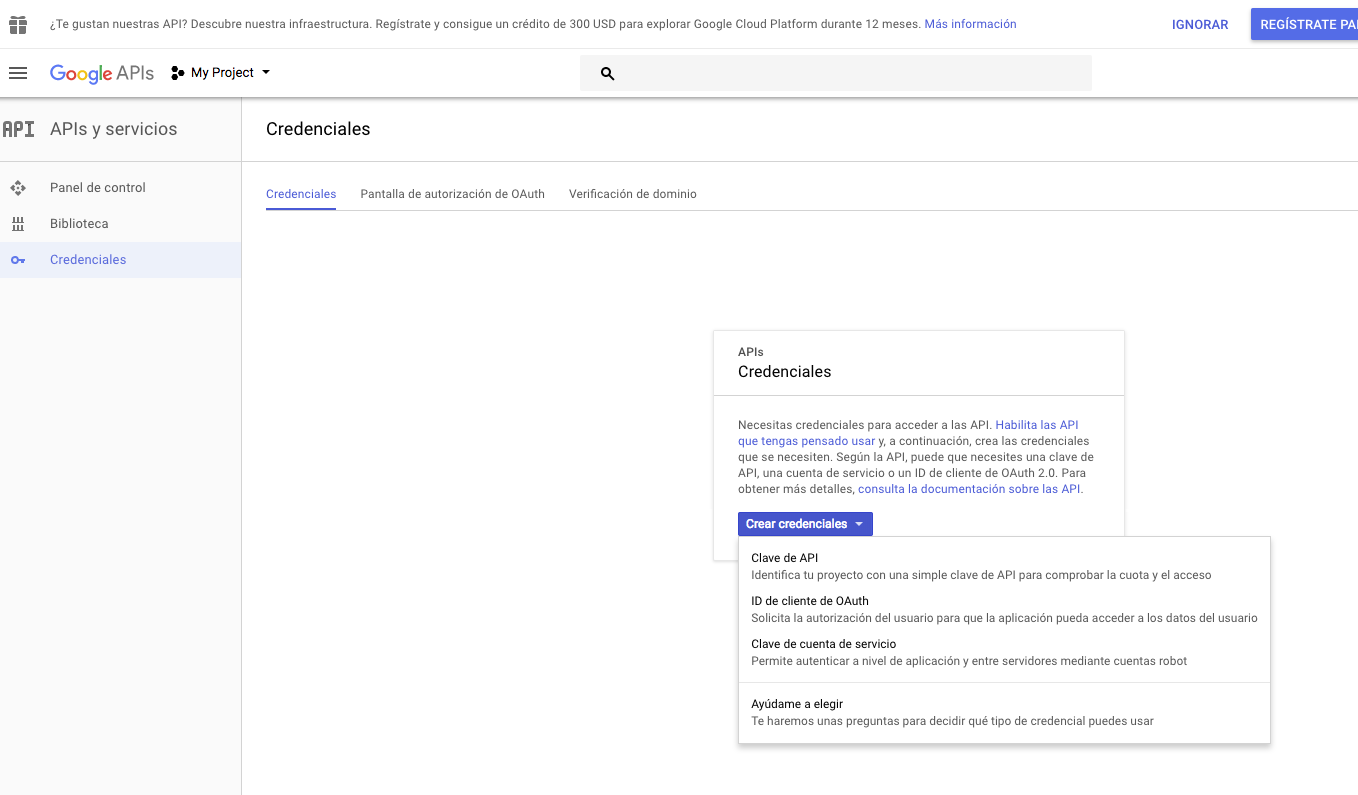 ¿Te gustan nuestras API? Descubre nuestra infraestructura. Regístrate y consigue un crédito de 300 USD para explorar Google Cloud Platform durante 12 meses. Más información
IGNORAR
REGÍSTRATE PA
Google APIs
My Project
API
APIs y servicios
Credenciales
Panel de control
Biblioteca
Credenciales
Credenciales
Pantalla de autorización de OAuth
Verificación de dominio
APIs
Credenciales
Necesitas credenciales para acceder a las API. Habilita las API
que tengas pensado usar y, a continuación, crea las credenciales
que se necesiten. Según la API, puede que necesites una clave de
API, una cuenta de servicio o un ID de cliente de OAuth 2.0. Para
obtener más detalles, consulta la documentación sobre las API.
Crear credenciales
Clave de API
Identifica tu proyecto con una simple clave de API para comprobar la cuota y el acceso
ID de cliente de OAuth
Solicita la autorización del usuario para que la aplicación pueda acceder a los datos del usuario
Clave de cuenta de servicio
Permite autenticar a nivel de aplicación y entre servidores mediante cuentas robot
Ayúdame a elegir
Te haremos unas preguntas para decidir qué tipo de credencial puedes usar